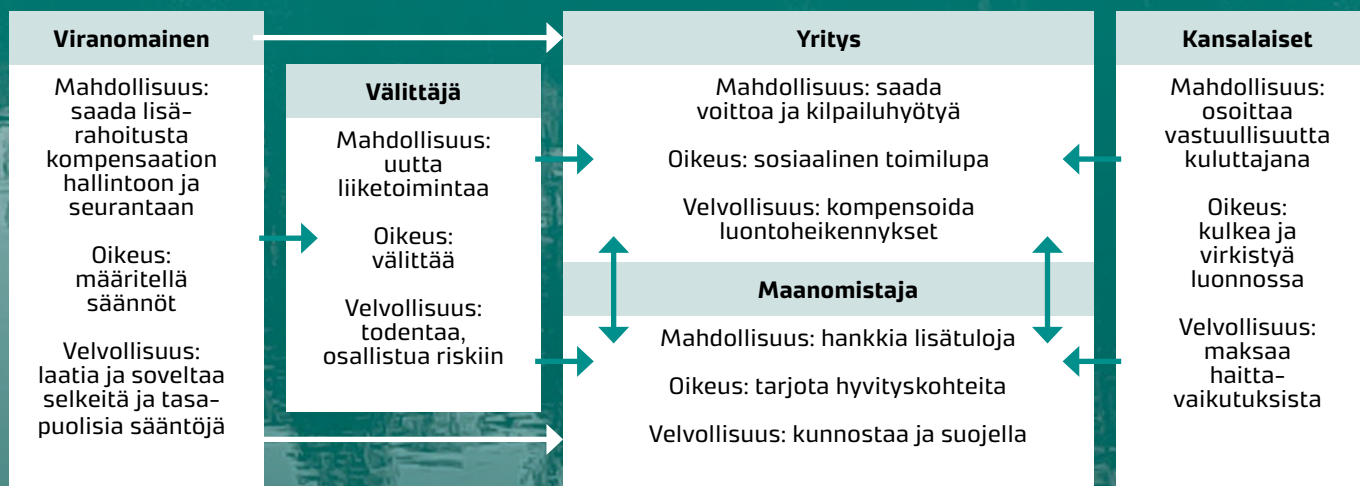 Viranomainen
Mahdollisuus:
saada lisä-
rahoitusta
kompensaation
hallintoon ja
seurantaan
Oikeus:
määritellä
säännöt
Velvollisuus:
laatia ja soveltaa
selkeitä ja tasa-
puolisia sääntöjä
Välittäjä
Mahdollisuus:
uutta
liiketoimintaa
Oikeus:
välittää
Velvollisuus:
todentaa,
osallistua riskiin
Yritys
Mahdollisuus: saada
voittoa ja kilpailuhyötyä
Oikeus: sosiaalinen toimilupa
Velvollisuus: kompensoida
luontoheikennykset
Maanomistaja
Mahdollisuus: hankkia lisätuloja
Oikeus: tarjota hyvityskohteita
Velvollisuus: kunnostaa ja suojella
Kansalaiset
Mahdollisuus:
osoittaa
vastuullisuutta
kuluttajana
Oikeus:
kulkea ja
virkistyä
luonnossa
Velvollisuus:
maksaa
haitta-
vaikutuksista